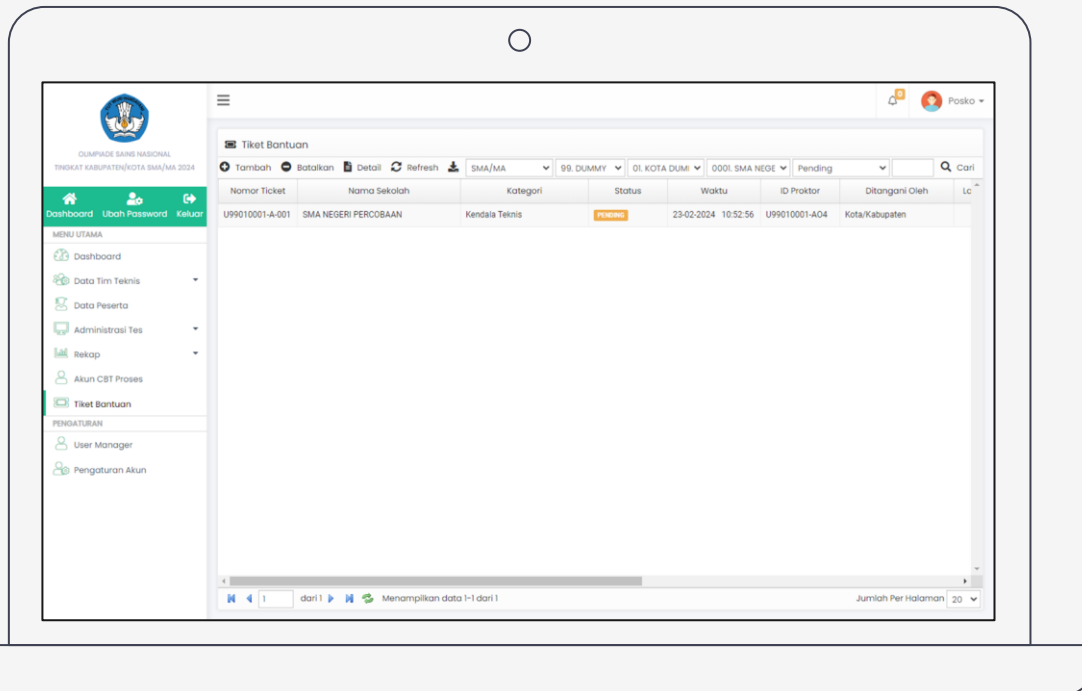 OLIMPIADE SAINS NASIONAL
TINGKAT KABUPATEN/KOTA SMA/MA 2024
Dashboard Ubah Password Keluar
MENU UTAMA
Dashboard
Data Tim Teknis
Data Peserta
Administrasi Tes
Rekap
Akun CBT Proses
Tiket Bantuan
PENGATURAN
User Manager
Pengaturan Akun
0
Posko
Tiket Bantuan
Tambah Batalkan Detail Refresh SMA/MA 99. DUMMY 01. KOTA DUMI 0001. SMA NEGE Pending Cari
Nomor Ticket Nama Sekolah Kategori Status Waktu ID Proktor Ditangani Oleh
U99010001-A-001 SMA NEGERI PERCOBAAN Kendala Teknis PENDING 23-02-2024 10:52:56 U99010001-A04 Kota/Kabupaten
1 dari 1 Menampilkan data 1-1 dari 1 Jumlah Per Halaman 20